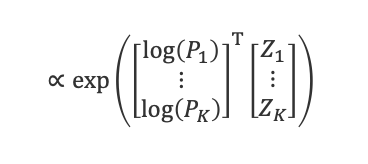 ∝ exp([log(P₁) ⋮ log(P_K)]ᵀ [Z₁ ⋮ Z_K])